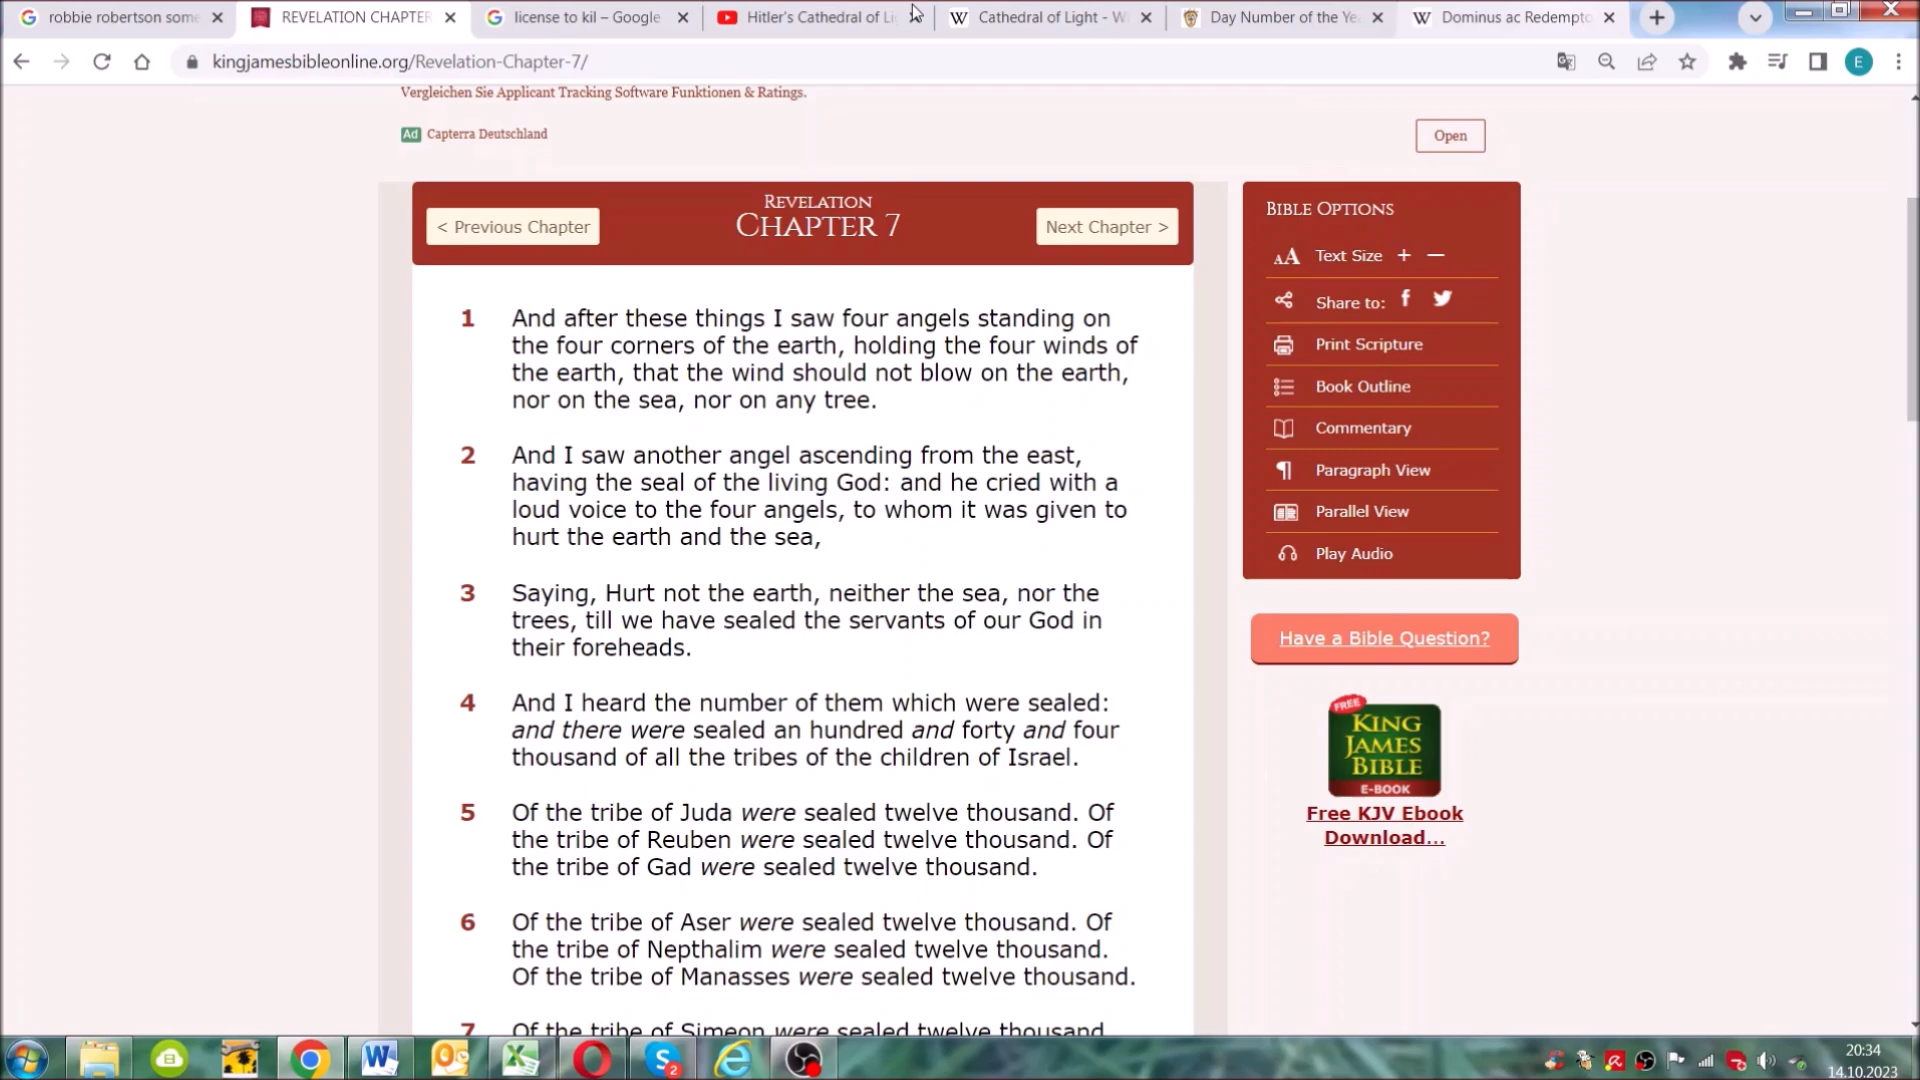 robbie robertson some
REVELATION CHAPTER
license to kil – Google
Hitler's Cathedral of Li
Cathedral of Light - W
Day Number of the Ye
Dominus ac Redempto
kingjamesbibleonline.org/Revelation-Chapter-7/
E
Vergleichen Sie Applicant Tracking Software Funktionen & Ratings.
Ad Capterra Deutschland
Open
< Previous Chapter
REVELATION
CHAPTER 7
Next Chapter >
1 And after these things I saw four angels standing on
the four corners of the earth, holding the four winds of
the earth, that the wind should not blow on the earth,
nor on the sea, nor on any tree.
2 And I saw another angel ascending from the east,
having the seal of the living God: and he cried with a
loud voice to the four angels, to whom it was given to
hurt the earth and the sea,
3 Saying, Hurt not the earth, neither the sea, nor the
trees, till we have sealed the servants of our God in
their foreheads.
4 And I heard the number of them which were sealed:
and there were sealed an hundred and forty and four
thousand of all the tribes of the children of Israel.
5 Of the tribe of Juda were sealed twelve thousand. Of
the tribe of Reuben were sealed twelve thousand. Of
the tribe of Gad were sealed twelve thousand.
6 Of the tribe of Aser were sealed twelve thousand. Of
the tribe of Nepthalim were sealed twelve thousand.
Of the tribe of Manasses were sealed twelve thousand.
7 Of the tribe of Simeon were sealed twelve thousand
BIBLE OPTIONS
AA Text Size + −
Share to:
Print Scripture
Book Outline
Commentary
Paragraph View
Parallel View
Play Audio
Have a Bible Question?
FREE
KING
JAMES
BIBLE
E-BOOK
Free KJV Ebook
Download...
2
20:34
14.10.2023